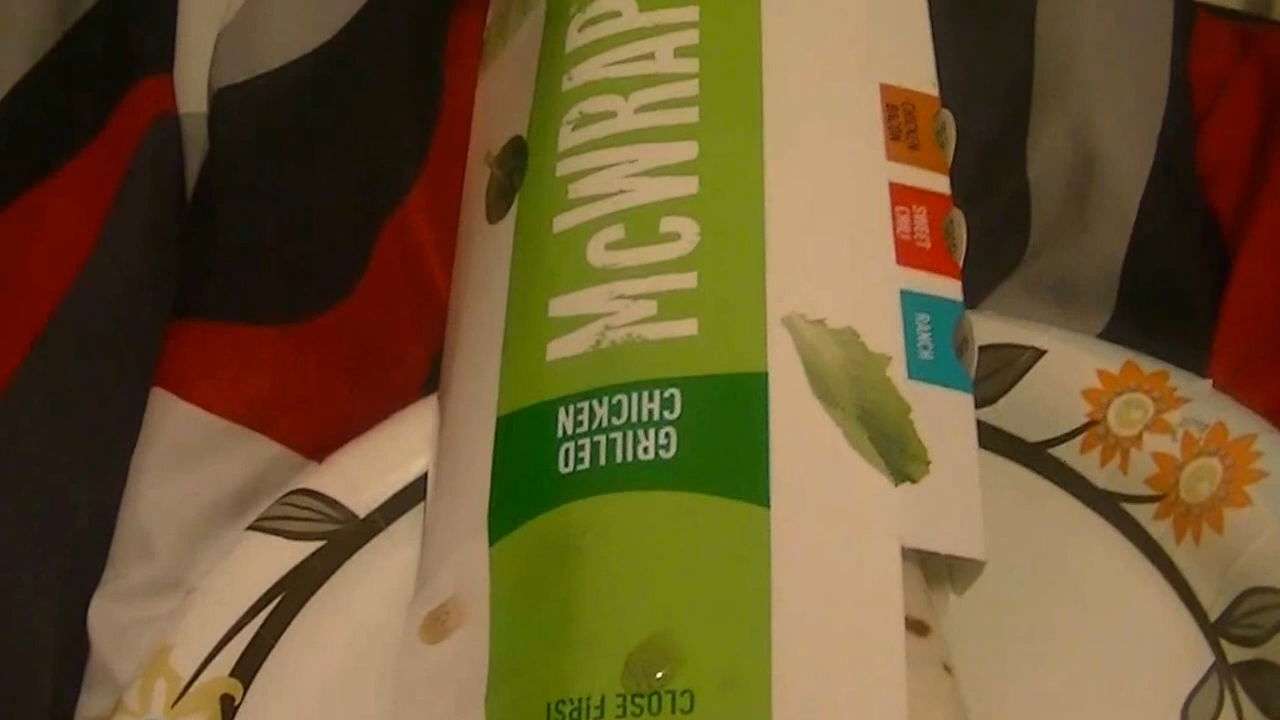 McWRAP
GRILLED
CHICKEN
CLOSE FIRST
CHICKEN
BACON
SWEET
CHILI
RANCH